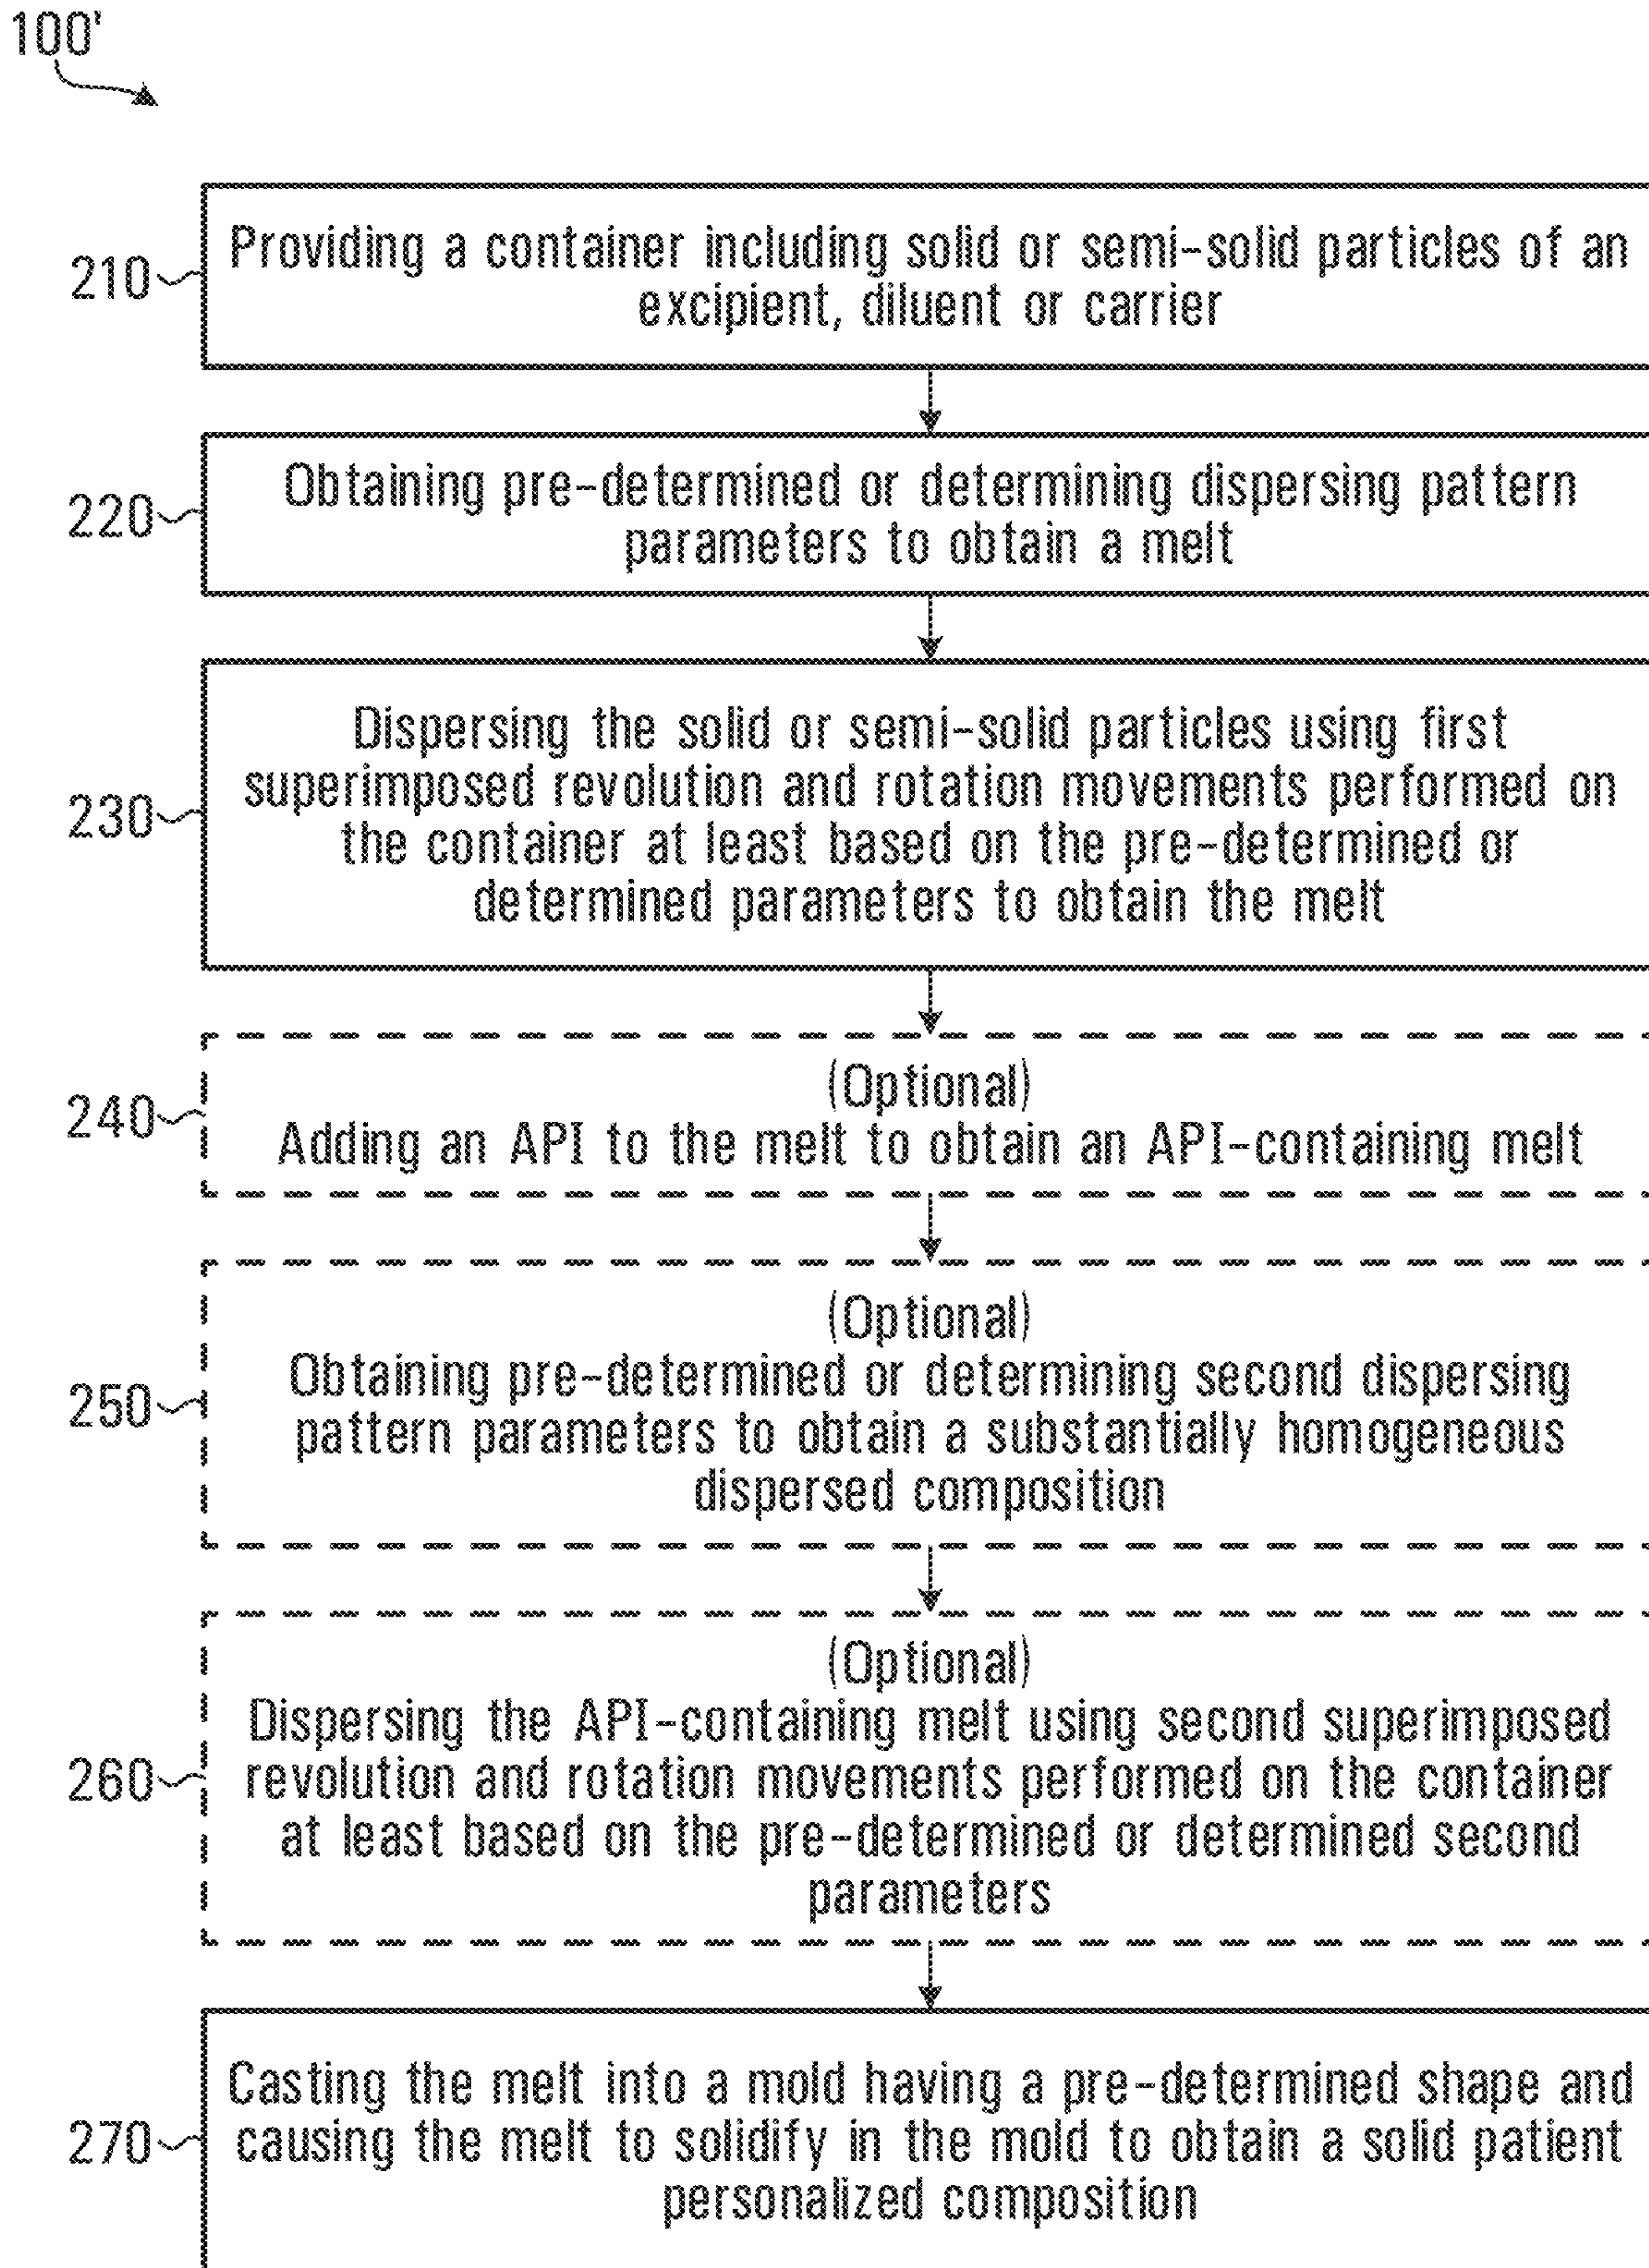 100'
210
Providing a container including solid or semi-solid particles of an
excipient, diluent or carrier
220
Obtaining pre-determined or determining dispersing pattern
parameters to obtain a melt
230
Dispersing the solid or semi-solid particles using first
superimposed revolution and rotation movements performed on
the container at least based on the pre-determined or
determined parameters to obtain the melt
240
(Optional)
Adding an API to the melt to obtain an API-containing melt
250
(Optional)
Obtaining pre-determined or determining second dispersing
pattern parameters to obtain a substantially homogeneous
dispersed composition
260
(Optional)
Dispersing the API-containing melt using second superimposed
revolution and rotation movements performed on the container
at least based on the pre-determined or determined second
parameters
270
Casting the melt into a mold having a pre-determined shape and
causing the melt to solidify in the mold to obtain a solid patient
personalized composition